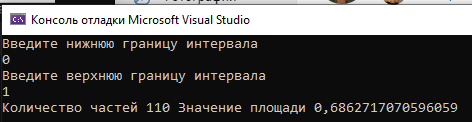 Консоль отладки Microsoft Visual Studio
Введите нижнюю границу интервала
0
Введите верхнюю границу интервала
1
Количество частей 110 Значение площади 0,6862717070596059